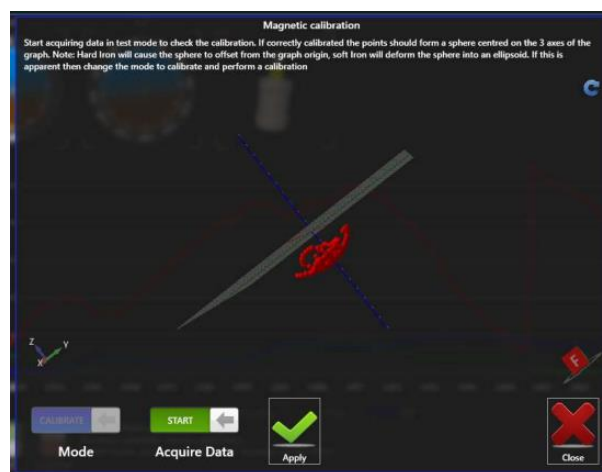 Magnetic calibration
Start acquiring data in test mode to check the calibration. If correctly calibrated the points should form a sphere centred on the 3 axes of the
graph. Note: Hard Iron will cause the sphere to offset from the graph origin, soft Iron will deform the sphere into an ellipsoid. If this is
apparent then change the mode to calibrate and perform a calibration
Z
Y
X
F
CALIBRATE
START
Mode
Acquire Data
Apply
Close